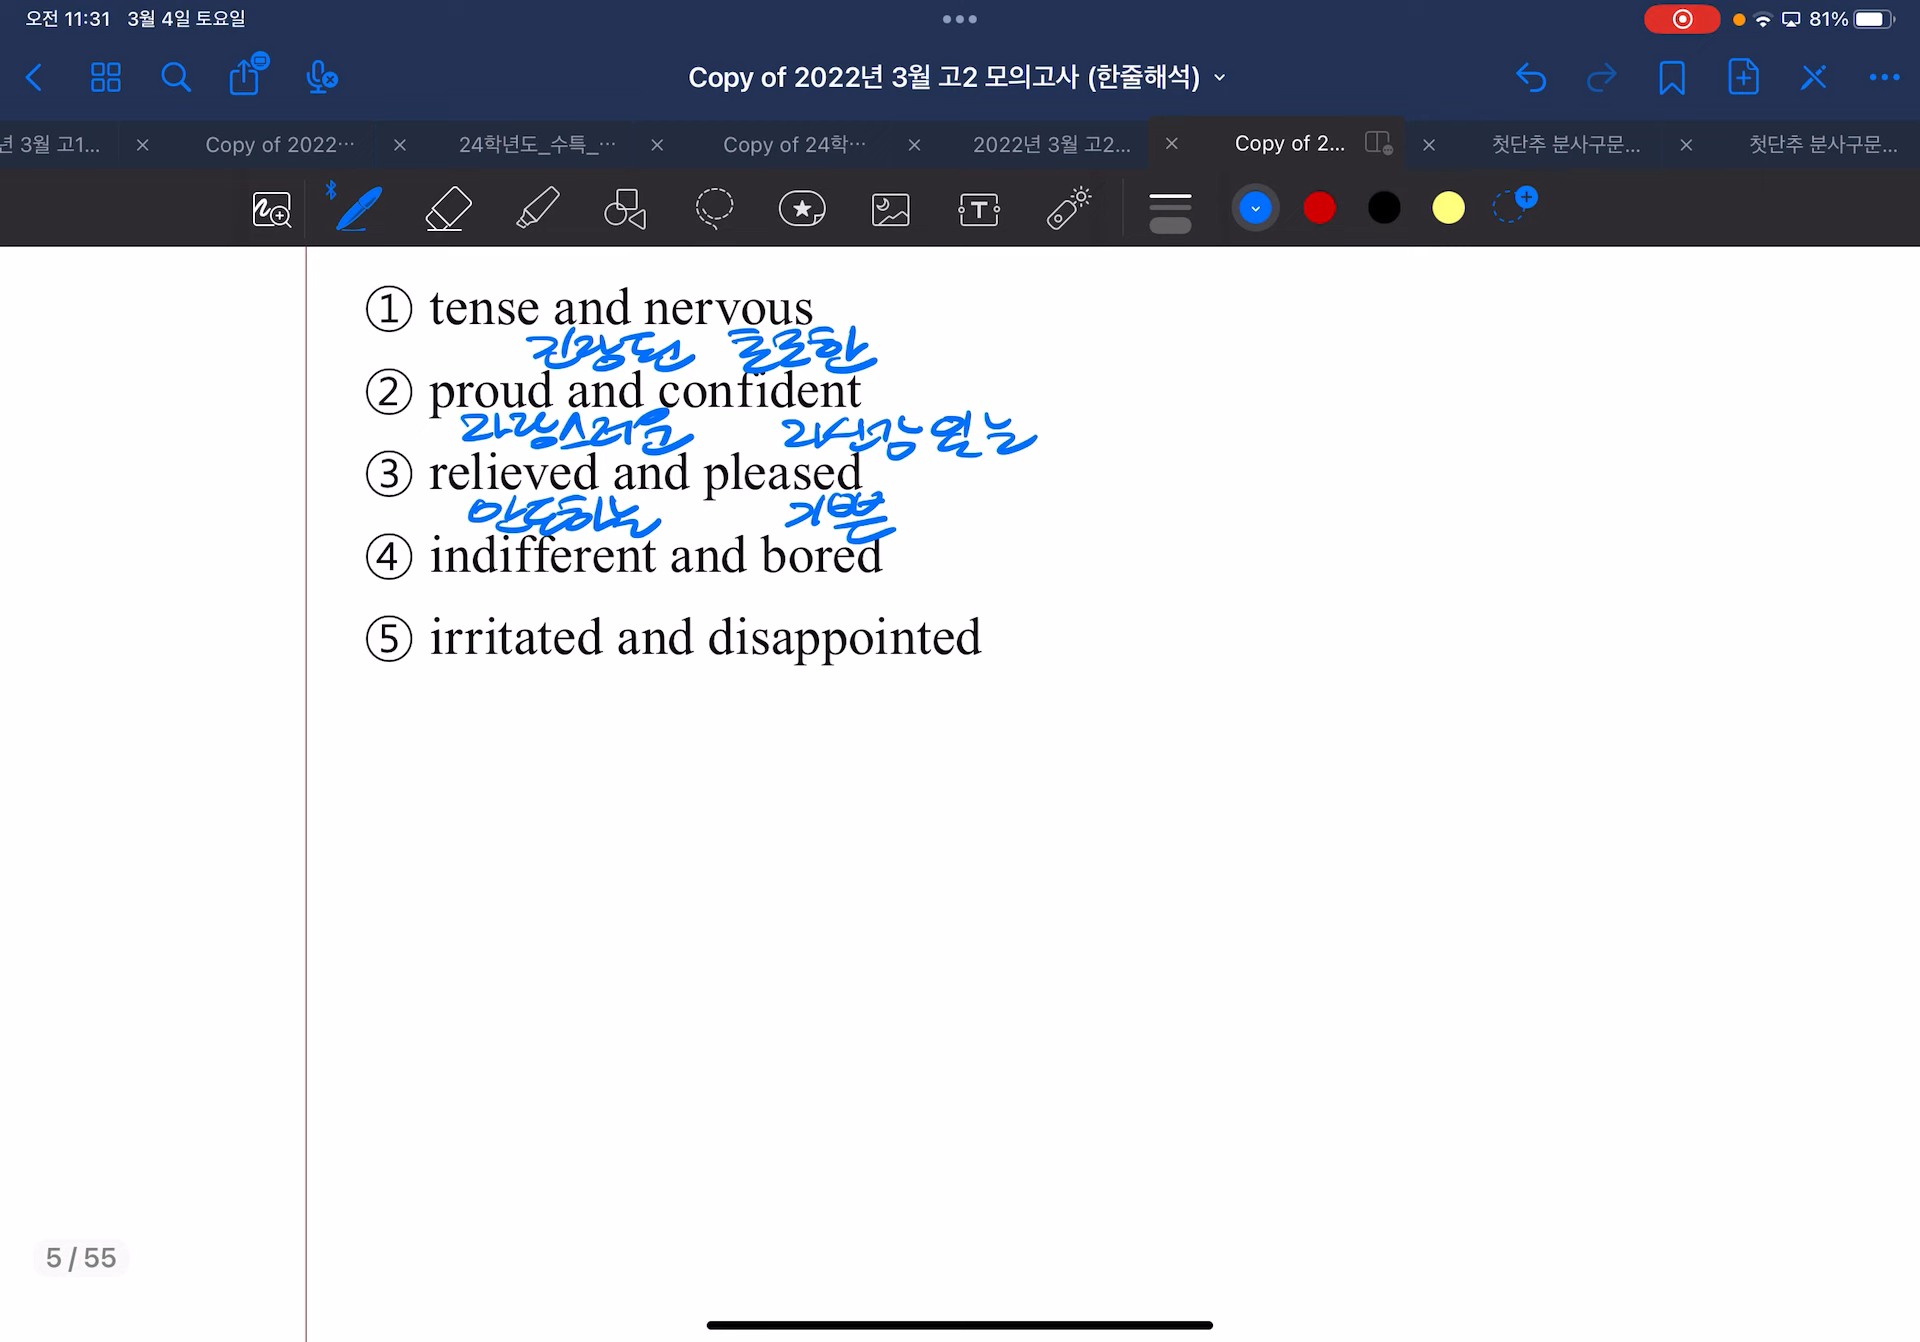 오전 11:31 3월 4일 토요일
81%
Copy of 2022년 3월 고2 모의고사 (한줄해석)
년 3월 고1...
Copy of 2022...
24학년도_수특_...
Copy of 24학...
2022년 3월 고2...
Copy of 2...
첫단추 분사구문...
첫단추 분사구문...
① tense and nervous
긴장된 초조한
② proud and confident
자랑스러운 자신감 있는
③ relieved and pleased
안도하는 기쁜
④ indifferent and bored
⑤ irritated and disappointed
5 / 55